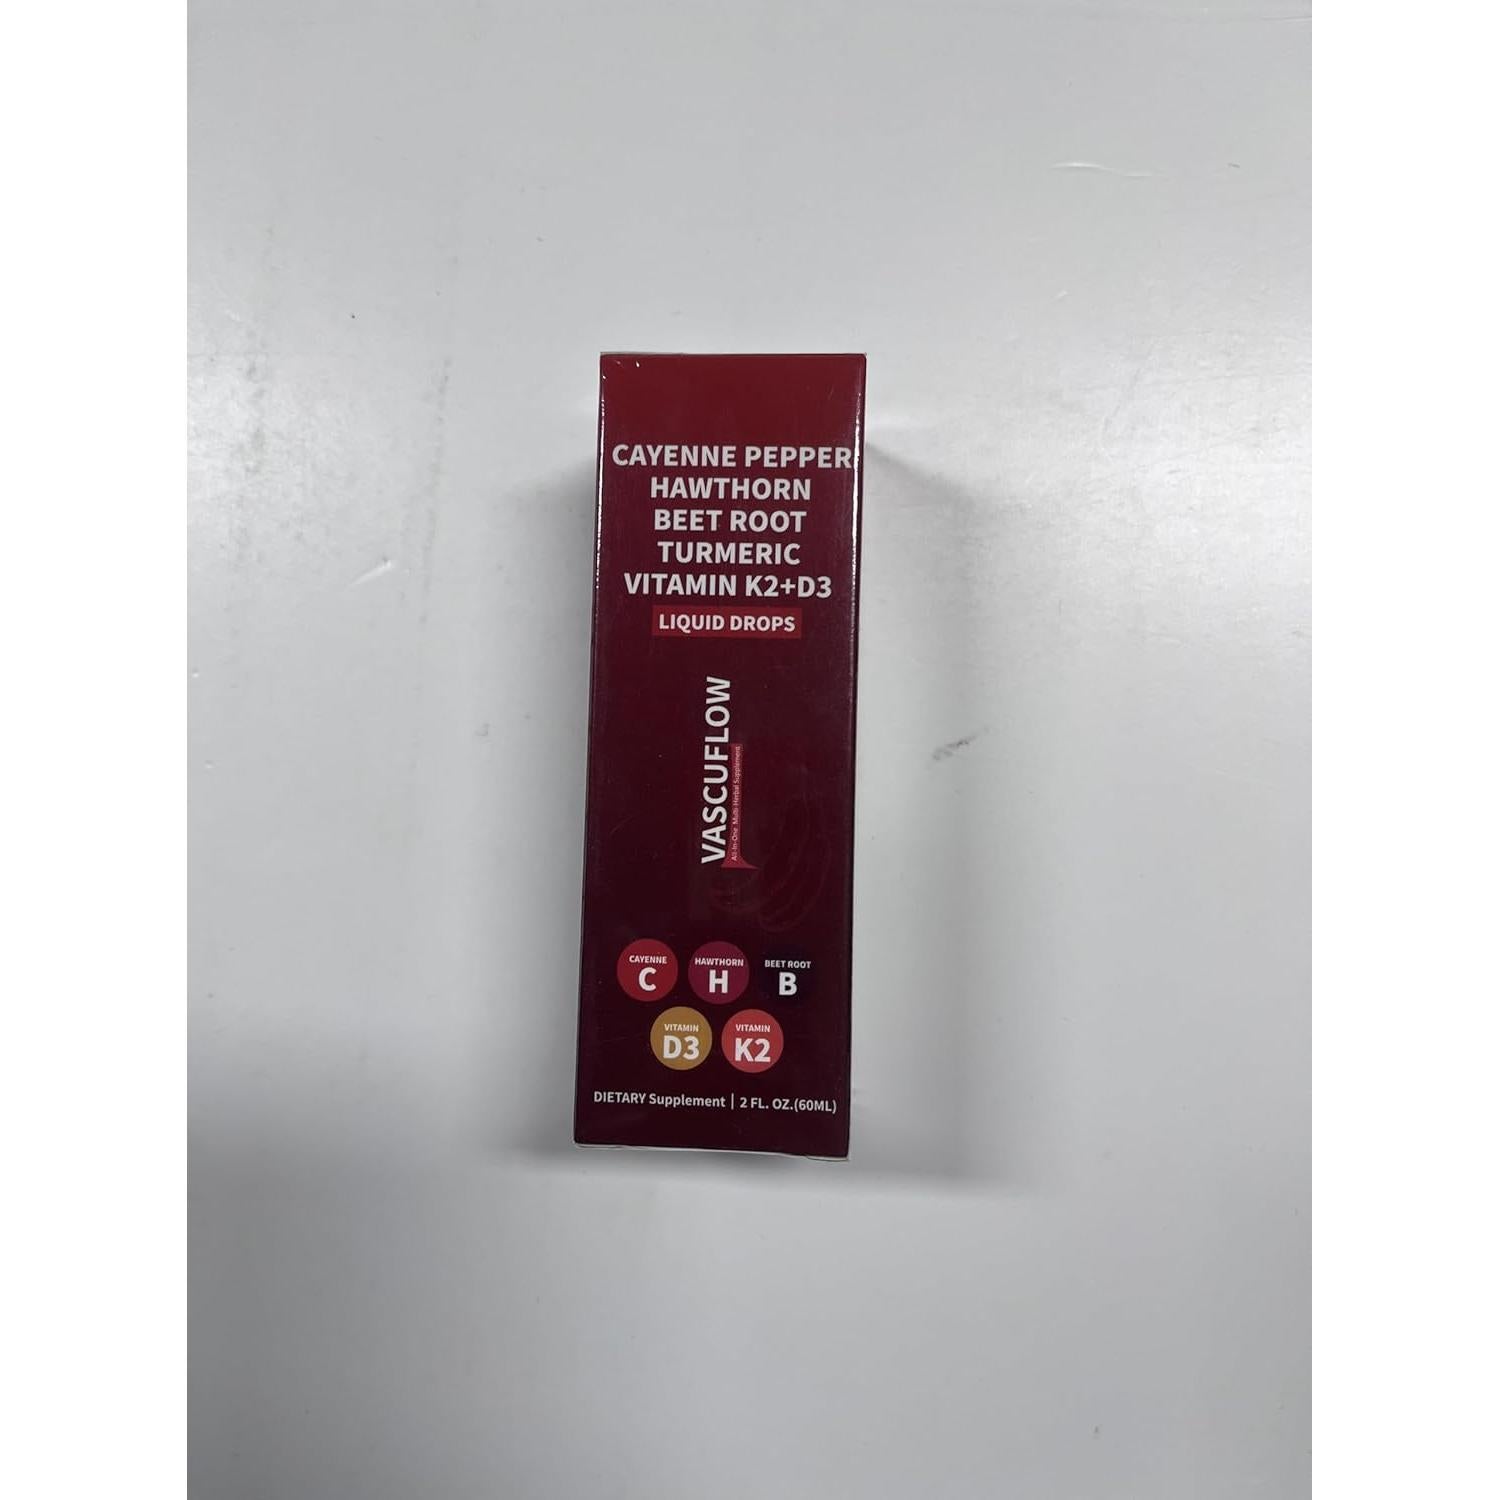 CAYENNE PEPPER
HAWTHORN
BEET ROOT
TURMERIC
VITAMIN K2+D3
LIQUID DROPS
VASCUFLOW
All-In-One Multi-Herbal Supplement
CAYENNE
C
HAWTHORN
H
BEET ROOT
B
VITAMIN
D3
VITAMIN
K2
DIETARY Supplement | 2 FL. OZ.(60ML)